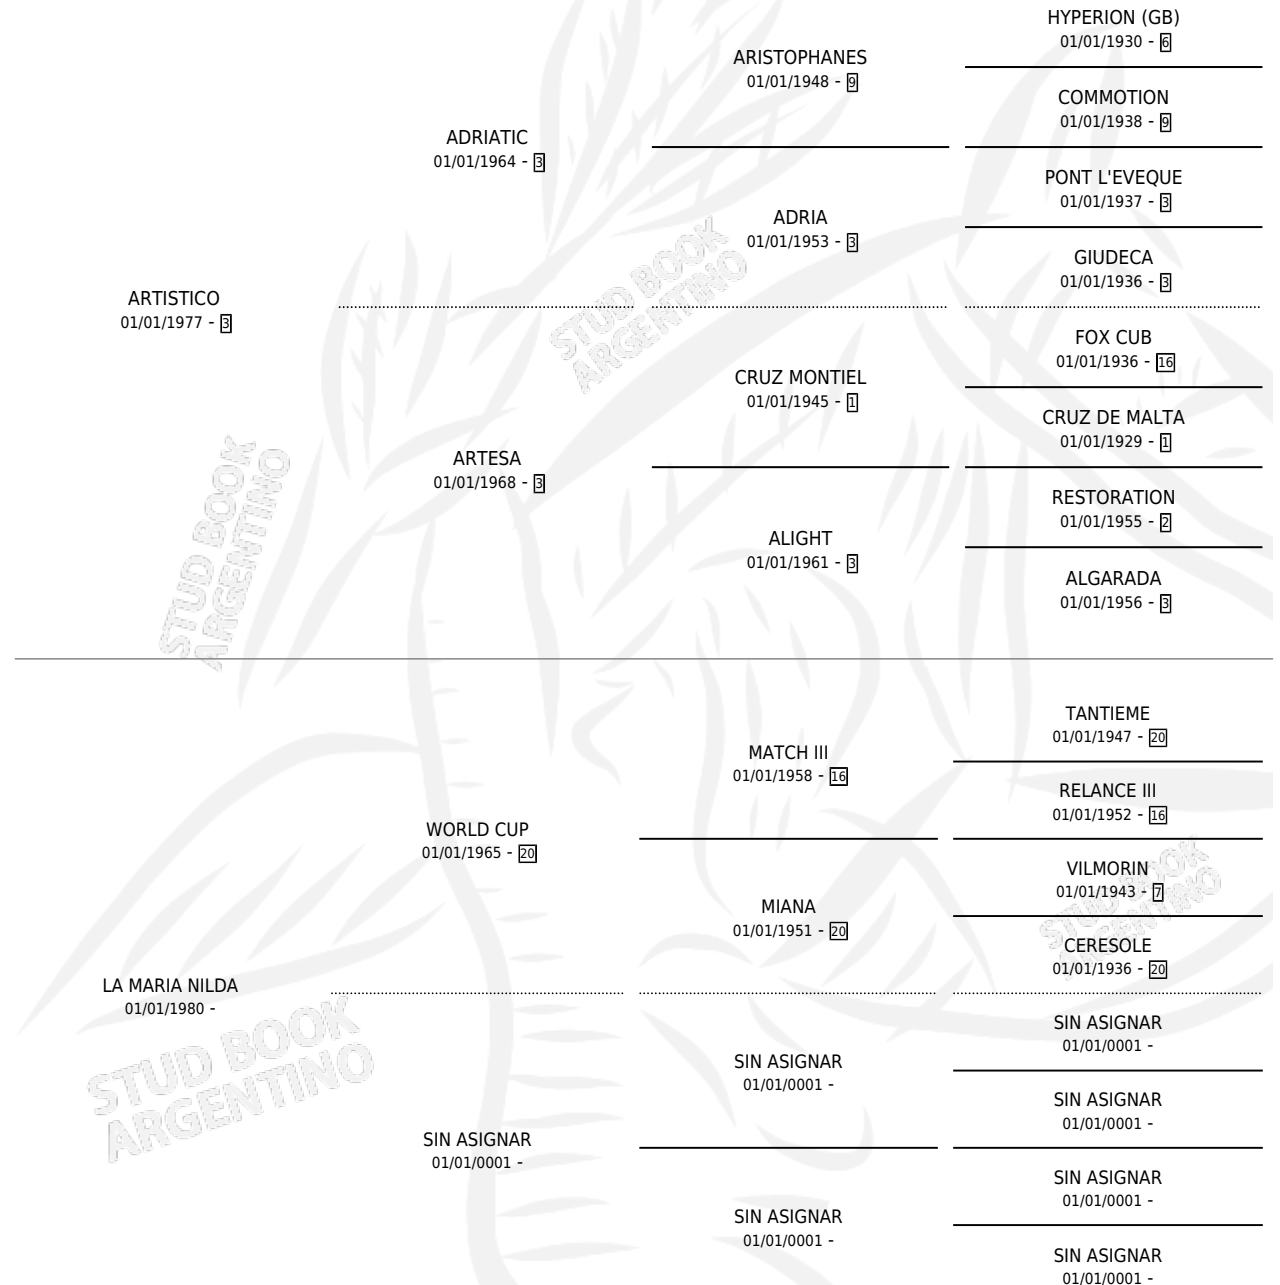 HYPERION (GB)
01/01/1930 - 6
ARISTOPHANES
01/01/1948 - 9
COMMOTION
01/01/1938 - 9
ADRIATIC
01/01/1964 - 3
PONT L'EVEQUE
01/01/1937 - 3
ADRIA
01/01/1953 - 3
GIUDECA
01/01/1936 - 3
ARTISTICO
01/01/1977 - 3
FOX CUB
01/01/1936 - 16
CRUZ MONTIEL
01/01/1945 - 1
CRUZ DE MALTA
01/01/1929 - 1
ARTESA
01/01/1968 - 3
RESTORATION
01/01/1955 - 2
ALIGHT
01/01/1961 - 3
ALGARADA
01/01/1956 - 3
TANTIEME
01/01/1947 - 20
MATCH III
01/01/1958 - 16
RELANCE III
01/01/1952 - 16
WORLD CUP
01/01/1965 - 20
VILMORIN
01/01/1943 - 7
MIANA
01/01/1951 - 20
CERESOLE
01/01/1936 - 20
LA MARIA NILDA
01/01/1980 -
SIN ASIGNAR
01/01/0001 -
SIN ASIGNAR
01/01/0001 -
SIN ASIGNAR
01/01/0001 -
SIN ASIGNAR
01/01/0001 -
SIN ASIGNAR
01/01/0001 -
SIN ASIGNAR
01/01/0001 -
SIN ASIGNAR
01/01/0001 -
STUD BOOK
ARGENTINO
STUD BOOK
ARGENTINO
STUD BOOK
ARGENTINO
STUD BOOK
ARGENTINO